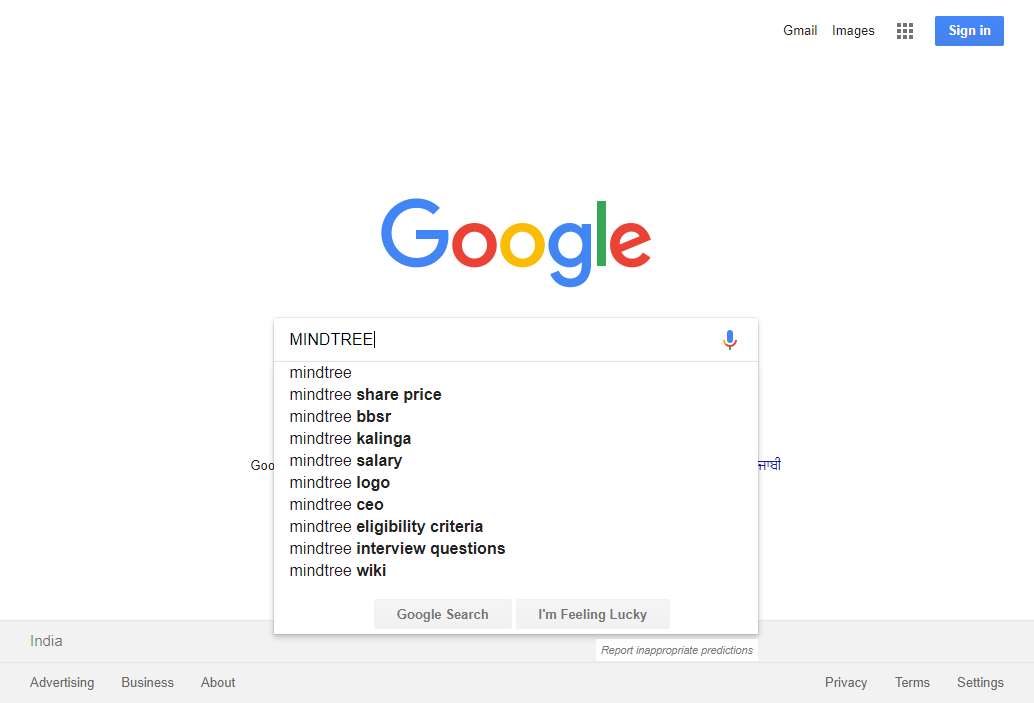 Gmail Images Sign in
Google
MINDTREE
mindtree
mindtree share price
mindtree bbsr
mindtree kalinga
mindtree salary
mindtree logo
mindtree ceo
mindtree eligibility criteria
mindtree interview questions
mindtree wiki
Google Search I'm Feeling Lucky
Report inappropriate predictions
India
Advertising Business About Privacy Terms Settings